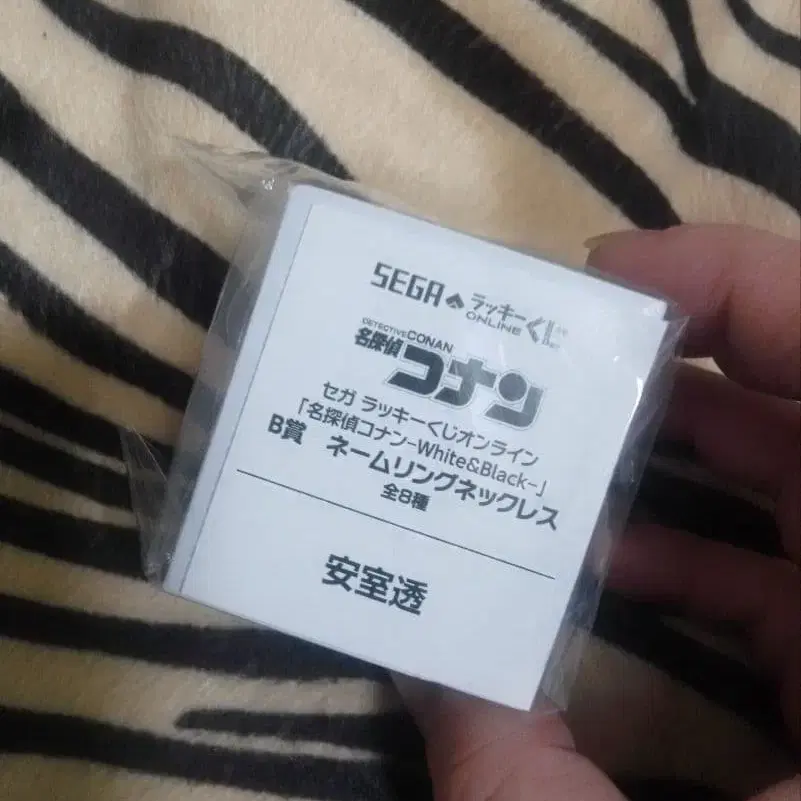 SEGA ラッキーくじ ONLINE
DETECTIVE CONAN
名探偵コナン
セガ ラッキーくじオンライン
「名探偵コナン-White&Black-」
B賞 ネームリングネックレス
全8種
安室透